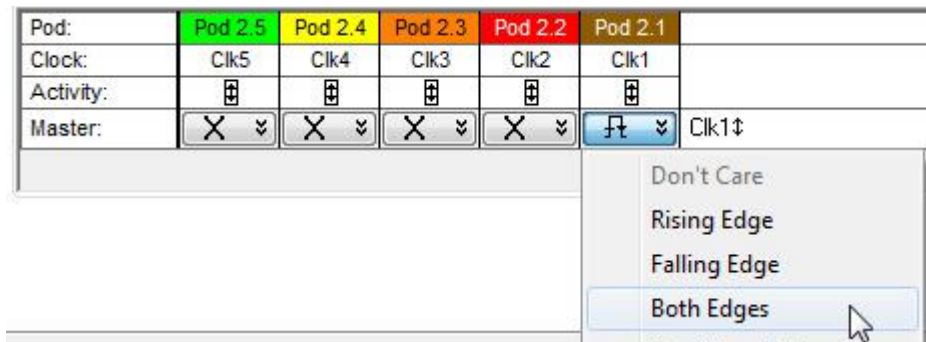 Pod: Pod 2.5 Pod 2.4 Pod 2.3 Pod 2.2 Pod 2.1
Clock: Clk5 Clk4 Clk3 Clk2 Clk1
Activity:
Master: X X X X Clk1↕
Don't Care
Rising Edge
Falling Edge
Both Edges